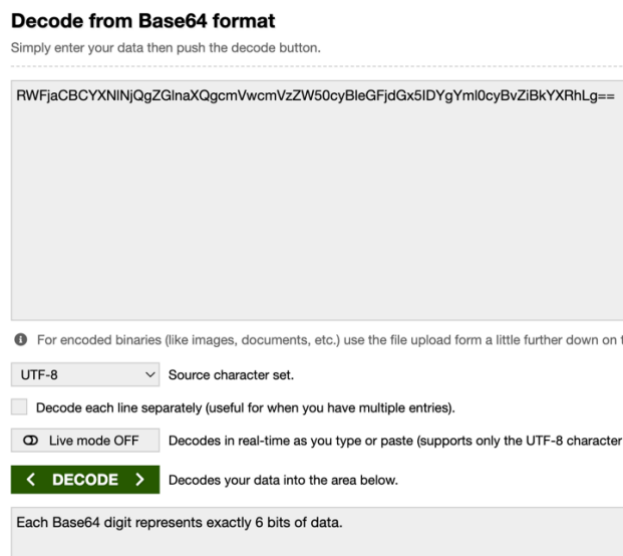 Decode from Base64 format
Simply enter your data then push the decode button.
RWFjaCBCYXNlNjQgZGlnaXQgcmVwcmVzZW50cyBleGFjdGx5IDYgYml0cyBvZiBkYXRhLg==
For encoded binaries (like images, documents, etc.) use the file upload form a little further down on
UTF-8 Source character set.
Decode each line separately (useful for when you have multiple entries).
Live mode OFF Decodes in real-time as you type or paste (supports only the UTF-8 character
< DECODE > Decodes your data into the area below.
Each Base64 digit represents exactly 6 bits of data.